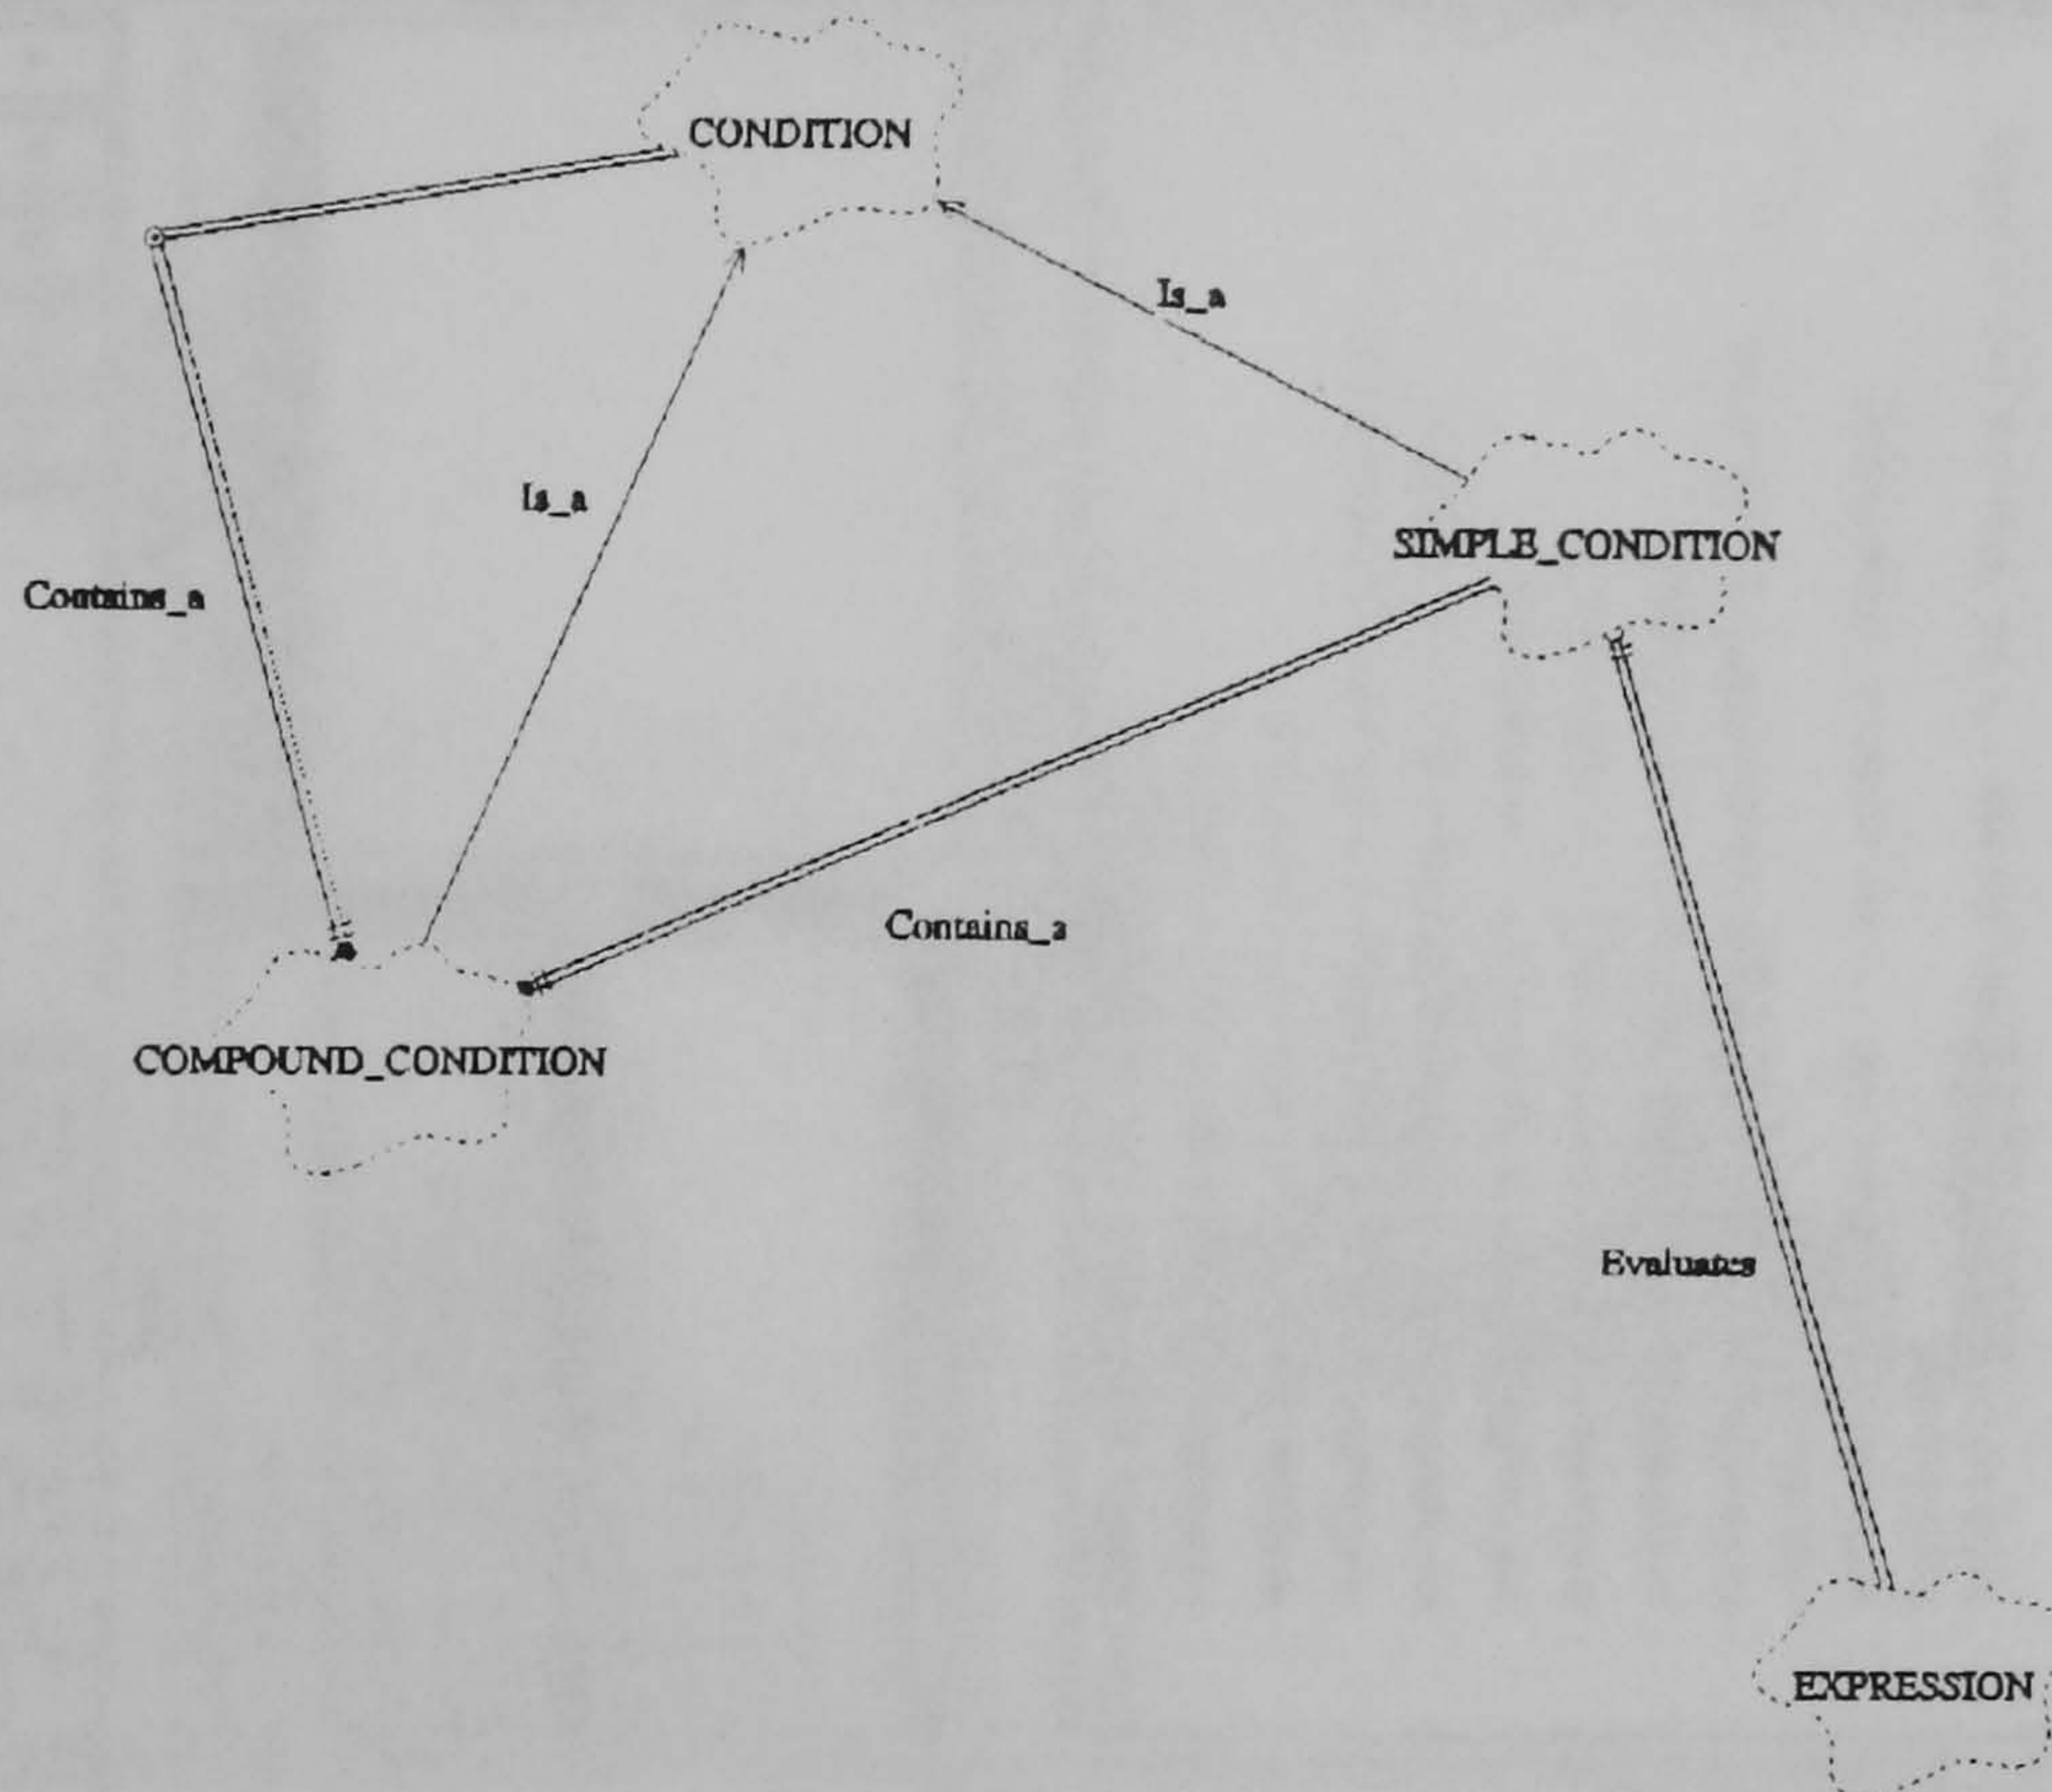 CONDITION
Is_a
Is_a
SIMPLE_CONDITION
Contains_a
Contains_a
COMPOUND_CONDITION
Evaluates
EXPRESSION